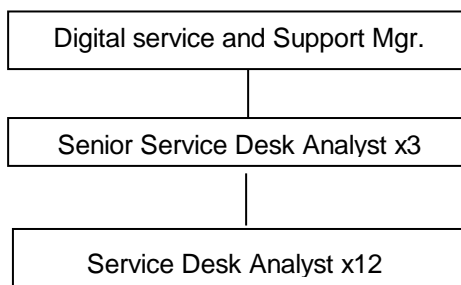 Digital service and Support Mgr.
Senior Service Desk Analyst x3
Service Desk Analyst x12